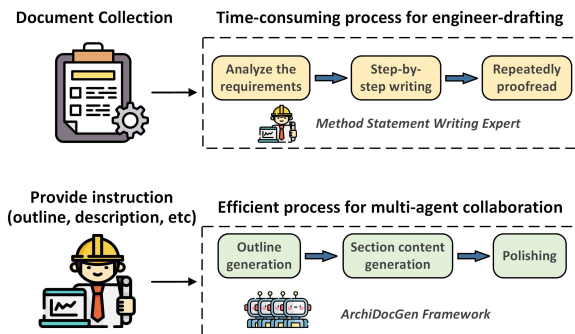 Document Collection
Time-consuming process for engineer-drafting
Analyze the
requirements
Step-by-
step writing
Repeatedly
proofread
Method Statement Writing Expert
Provide instruction
(outline, description, etc)
Efficient process for multi-agent collaboration
Outline
generation
Section content
generation
Polishing
ArchiDocGen Framework